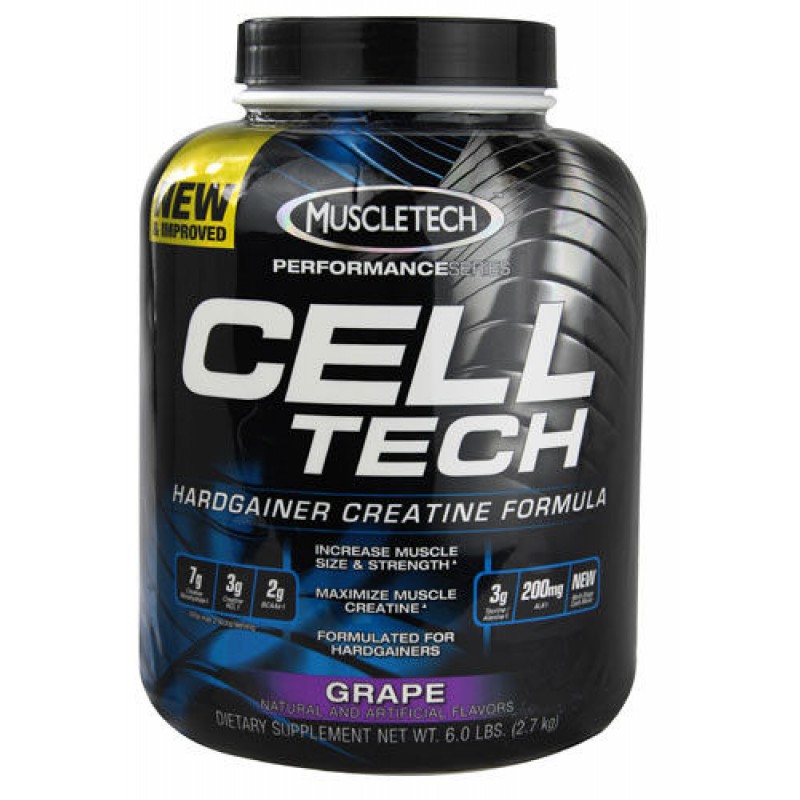 NEW
& IMPROVED
MUSCLETECH
PERFORMANCE SERIES
CELL
TECH
HARDGAINER CREATINE FORMULA
INCREASE MUSCLE
SIZE & STRENGTH
MAXIMIZE MUSCLE
CREATINE
FORMULATED FOR
HARDGAINERS
7g
3g
2g
3g
200mg
NEW
GRAPE
NATURAL AND ARTIFICIAL FLAVORS
DIETARY SUPPLEMENT NET WT. 6.0 LBS. (2.7 kg)